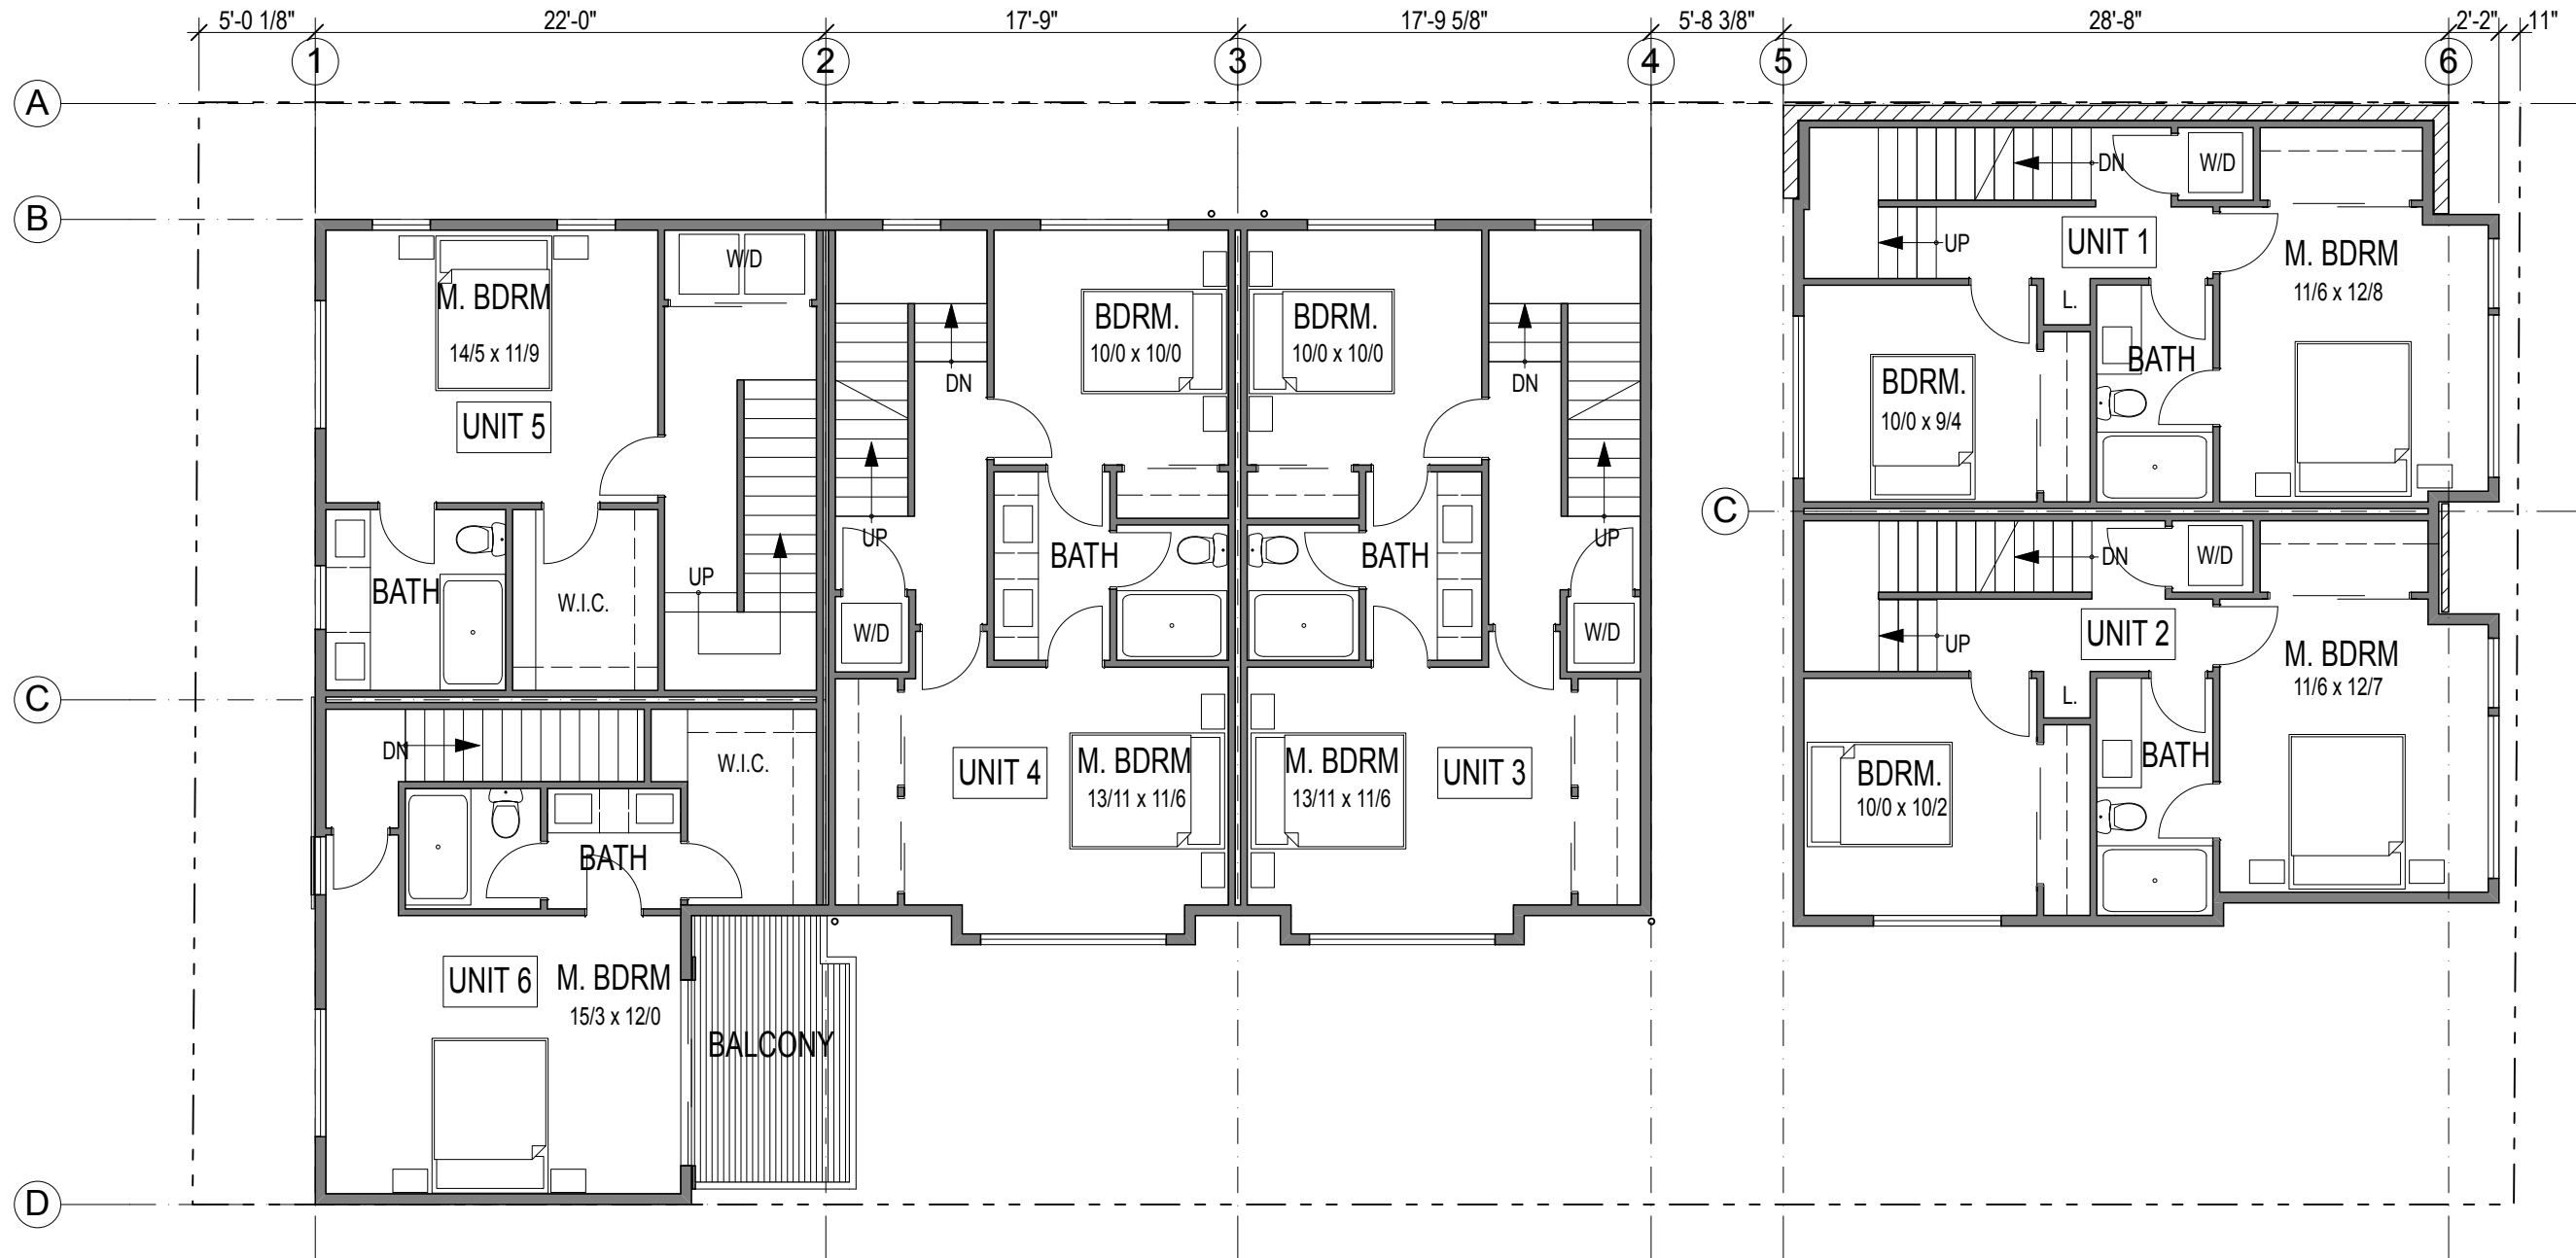 5'-0 1/8"
22'-0"
17'-9"
17'-9 5/8"
5'-8 3/8"
28'-8"
2'-2"
11"
1
2
3
4
5
6
A
B
C
D
C
W/D
M. BDRM
14/5 x 11/9
UNIT 5
BATH
W.I.C.
UP
DN
W.I.C.
BATH
UNIT 6
M. BDRM
15/3 x 12/0
BALCONY
BDRM.
10/0 x 10/0
DN
UP
BATH
W/D
UNIT 4
M. BDRM
13/11 x 11/6
BDRM.
10/0 x 10/0
DN
UP
BATH
W/D
M. BDRM
13/11 x 11/6
UNIT 3
DN
W/D
UP
UNIT 1
M. BDRM
11/6 x 12/8
L.
BATH
BDRM.
10/0 x 9/4
DN
W/D
UP
UNIT 2
M. BDRM
11/6 x 12/7
L.
BATH
BDRM.
10/0 x 10/2